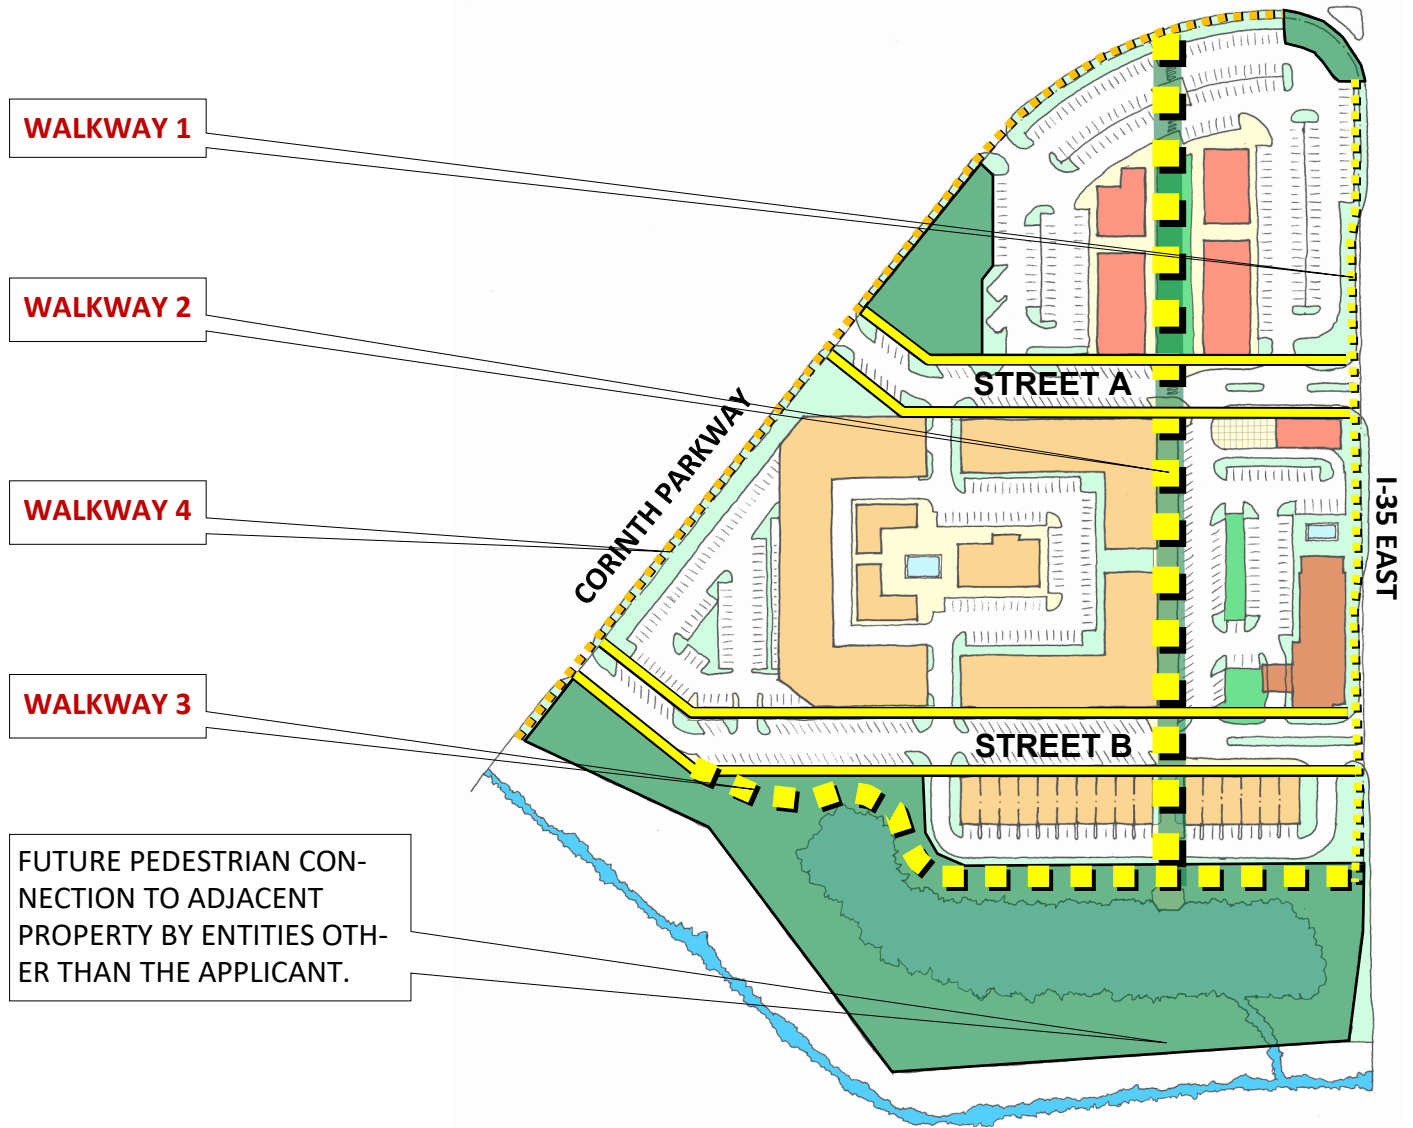 WALKWAY 1
WALKWAY 2
STREET A
CORINTH PARKWAY
I-35 EAST
WALKWAY 4
WALKWAY 3
STREET B
FUTURE PEDESTRIAN CON-
NECTION TO ADJACENT
PROPERTY BY ENTITIES OTH-
ER THAN THE APPLICANT.